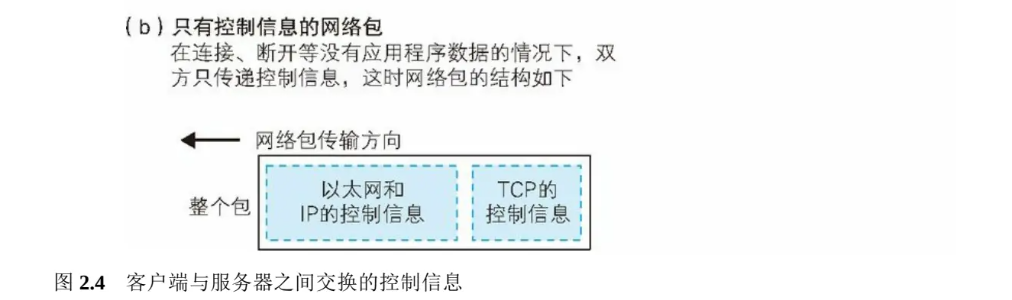 （b）只有控制信息的网络包
在连接、断开等没有应用程序数据的情况下，双
方只传递控制信息，这时网络包的结构如下
网络包传输方向
整个包
以太网和
IP的控制信息
TCP的
控制信息
图 2.4 客户端与服务器之间交换的控制信息